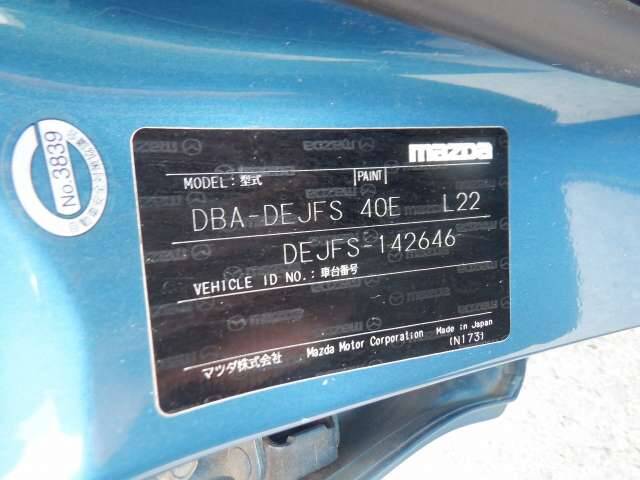 No.3839
mazda
MODEL：型式 PAINT
DBA-DEJFS 40E L22
DEJFS-142646
VEHICLE ID NO.：車台番号
マツダ株式会社 Mazda Motor Corporation Made in Japan
(N173)